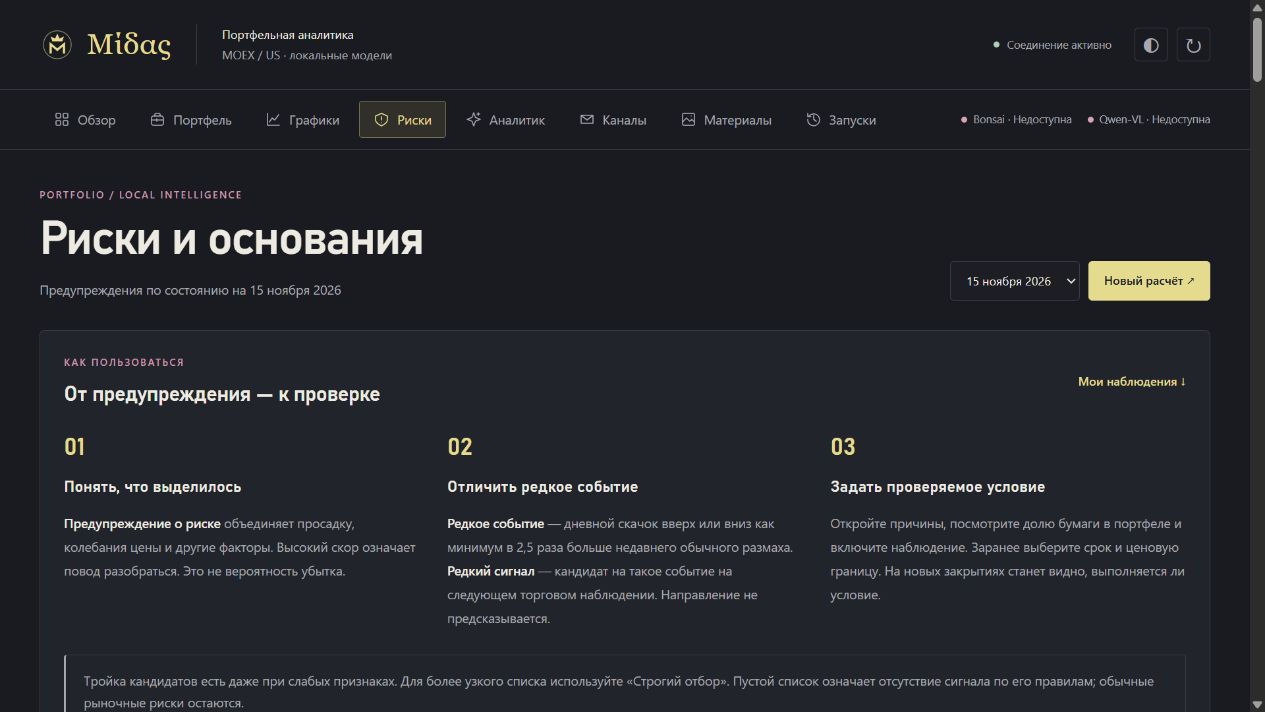 Μίδας
Портфельная аналитика
MOEX / US · локальные модели
Соединение активно
Обзор
Портфель
Графики
Риски
Аналитик
Каналы
Материалы
Запуски
Bonsai · Недоступна
Qwen-VL · Недоступна
PORTFOLIO / LOCAL INTELLIGENCE
Риски и основания
Предупреждения по состоянию на 15 ноября 2026
15 ноября 2026
Новый расчёт ↗
КАК ПОЛЬЗОВАТЬСЯ
От предупреждения — к проверке
Мои наблюдения ↓
01
Понять, что выделилось
Предупреждение о риске объединяет просадку,
колебания цены и другие факторы. Высокий скор означает
повод разобраться. Это не вероятность убытка.
02
Отличить редкое событие
Редкое событие — дневной скачок вверх или вниз как
минимум в 2,5 раза больше недавнего обычного размаха.
Редкий сигнал — кандидат на такое событие на
следующем торговом наблюдении. Направление не
предсказывается.
03
Задать проверяемое условие
Откройте причины, посмотрите долю бумаги в портфеле и
включите наблюдение. Заранее выберите срок и ценовую
границу. На новых закрытиях станет видно, выполняется ли
условие.
Тройка кандидатов есть даже при слабых признаках. Для более узкого списка используйте «Строгий отбор». Пустой список означает отсутствие сигнала по его правилам; обычные
рыночные риски остаются.